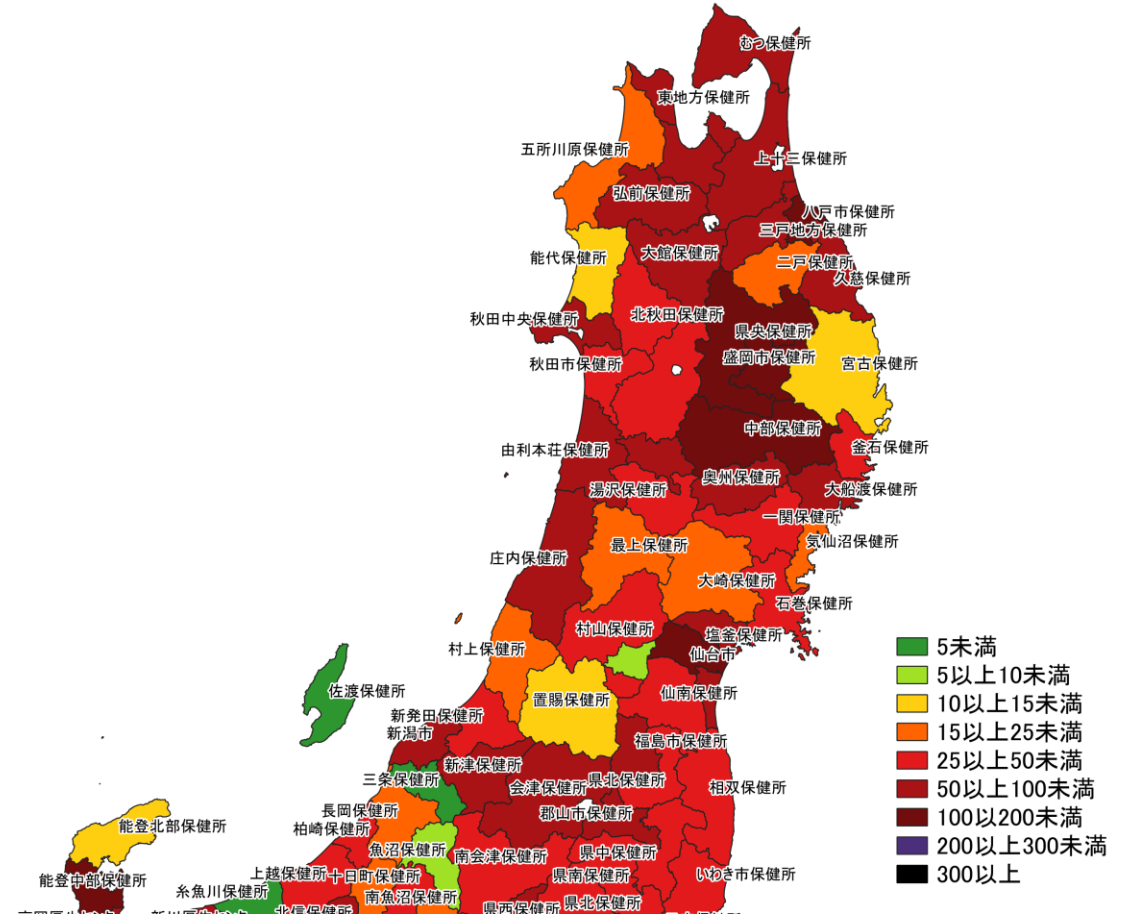 むつ保健所
東地方保健所
五所川原保健所
上十三保健所
弘前保健所
八戸市保健所
三戸地方保健所
大館保健所
能代保健所
二戸保健所
久慈保健所
北秋田保健所
秋田中央保健所
県央保健所
盛岡市保健所
秋田市保健所
宮古保健所
中部保健所
釜石保健所
由利本荘保健所
奥州保健所
湯沢保健所
大船渡保健所
一関保健所
気仙沼保健所
最上保健所
庄内保健所
大崎保健所
石巻保健所
村山保健所
塩釜保健所
村上保健所
仙台市
佐渡保健所
置賜保健所
仙南保健所
新発田保健所
新潟市
福島市保健所
新津保健所
三条保健所
会津保健所
県北保健所
相双保健所
長岡保健所
郡山市保健所
能登北部保健所
柏崎保健所
魚沼保健所
南会津保健所
県中保健所
能登中部保健所
上越保健所
十日町保健所
県南保健所
いわき市保健所
糸魚川保健所
南魚沼保健所
県西保健所
県北保健所
北信保健所
5未満
5以上10未満
10以上15未満
15以上25未満
25以上50未満
50以上100未満
100以200未満
200以上300未満
300以上